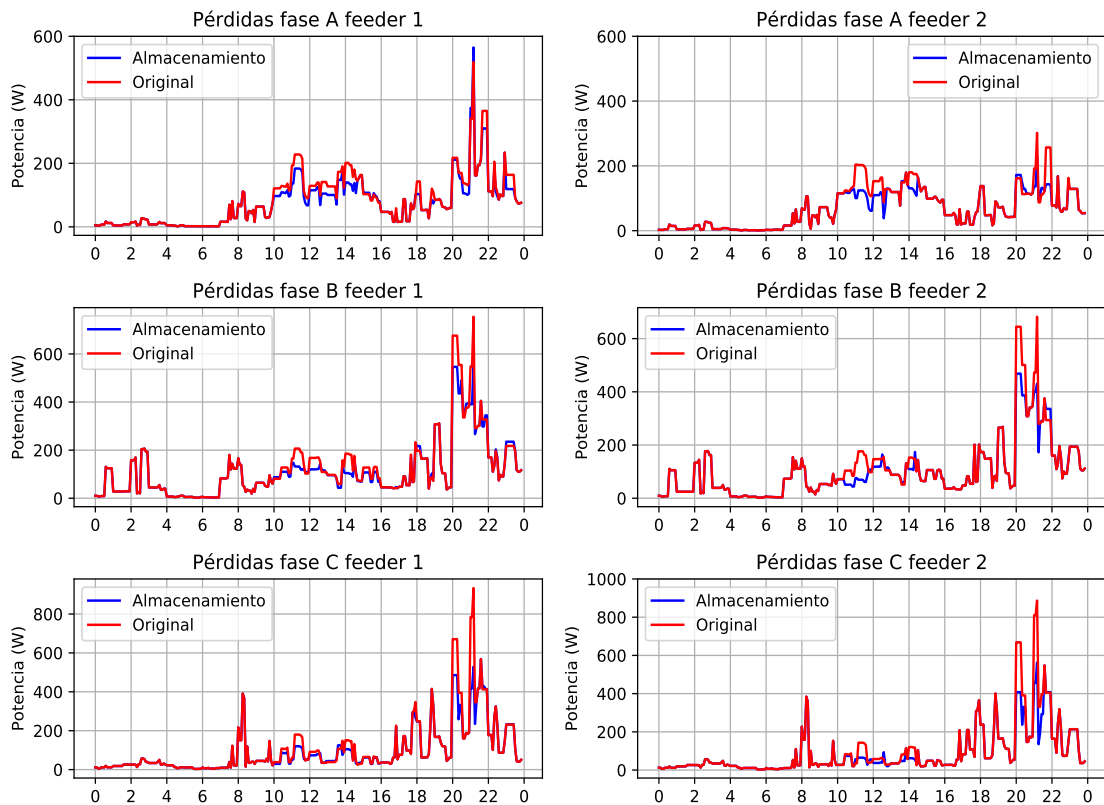 Pérdidas fase A feeder 1
Potencia (W)
600
400
200
0
Almacenamiento
Original
0 2 4 6 8 10 12 14 16 18 20 22 0
Pérdidas fase A feeder 2
Potencia (W)
600
400
200
0
Almacenamiento
Original
0 2 4 6 8 10 12 14 16 18 20 22 0
Pérdidas fase B feeder 1
Potencia (W)
600
400
200
0
Almacenamiento
Original
0 2 4 6 8 10 12 14 16 18 20 22 0
Pérdidas fase B feeder 2
Potencia (W)
600
400
200
0
Almacenamiento
Original
0 2 4 6 8 10 12 14 16 18 20 22 0
Pérdidas fase C feeder 1
Potencia (W)
800
600
400
200
0
Almacenamiento
Original
0 2 4 6 8 10 12 14 16 18 20 22 0
Pérdidas fase C feeder 2
Potencia (W)
1000
800
600
400
200
0
Almacenamiento
Original
0 2 4 6 8 10 12 14 16 18 20 22 0